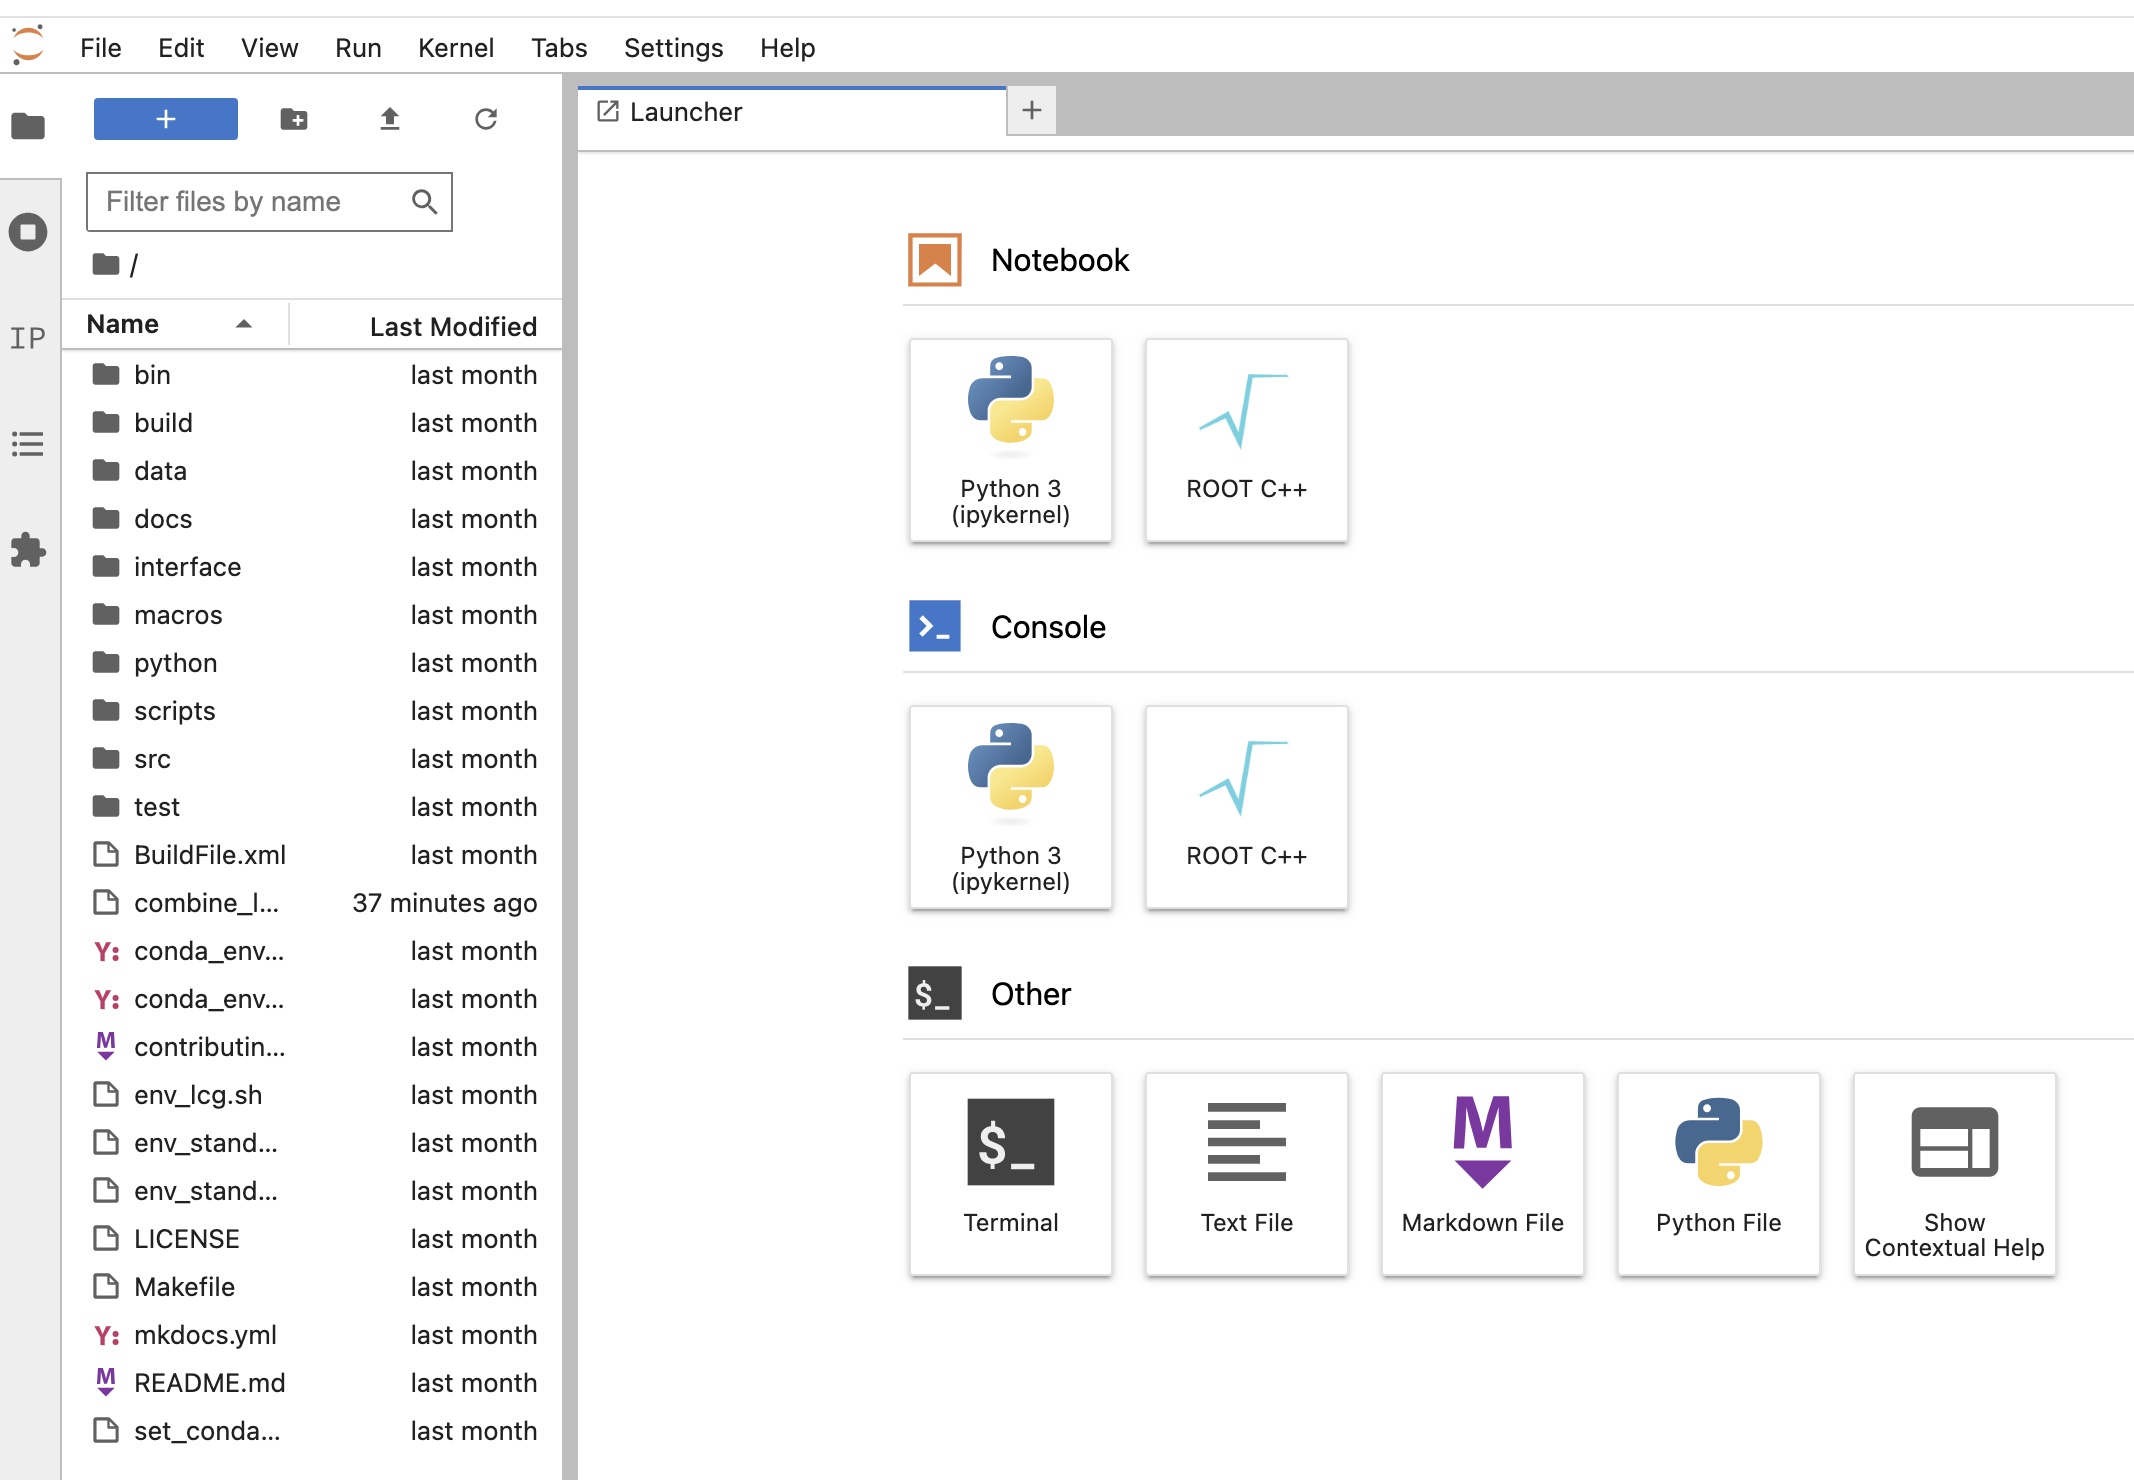 File Edit View Run Kernel Tabs Settings Help
Launcher
Filter files by name
/
Name Last Modified
bin last month
build last month
data last month
docs last month
interface last month
macros last month
python last month
scripts last month
src last month
test last month
BuildFile.xml last month
combine_l... 37 minutes ago
conda_env... last month
conda_env... last month
contributin... last month
env_lcg.sh last month
env_stand... last month
env_stand... last month
LICENSE last month
Makefile last month
mkdocs.yml last month
README.md last month
set_conda... last month
IP
Notebook
Python 3
(ipykernel)
ROOT C++
Console
Python 3
(ipykernel)
ROOT C++
$_ Other
$_
Terminal
Text File
M
Markdown File
Python File
Show
Contextual Help